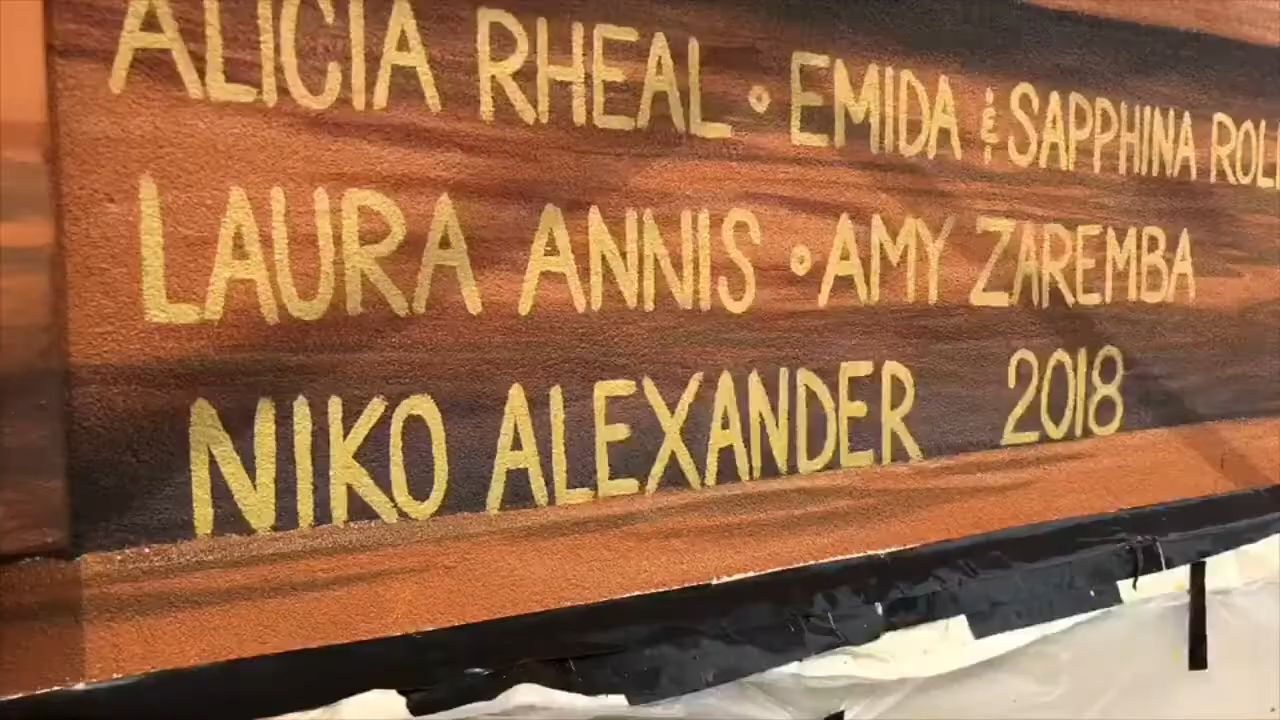 ALICIA RHEAL • EMIDA & SAPPHINA
LAURA ANNIS • AMY ZAREMBA
NIKO ALEXANDER 2018